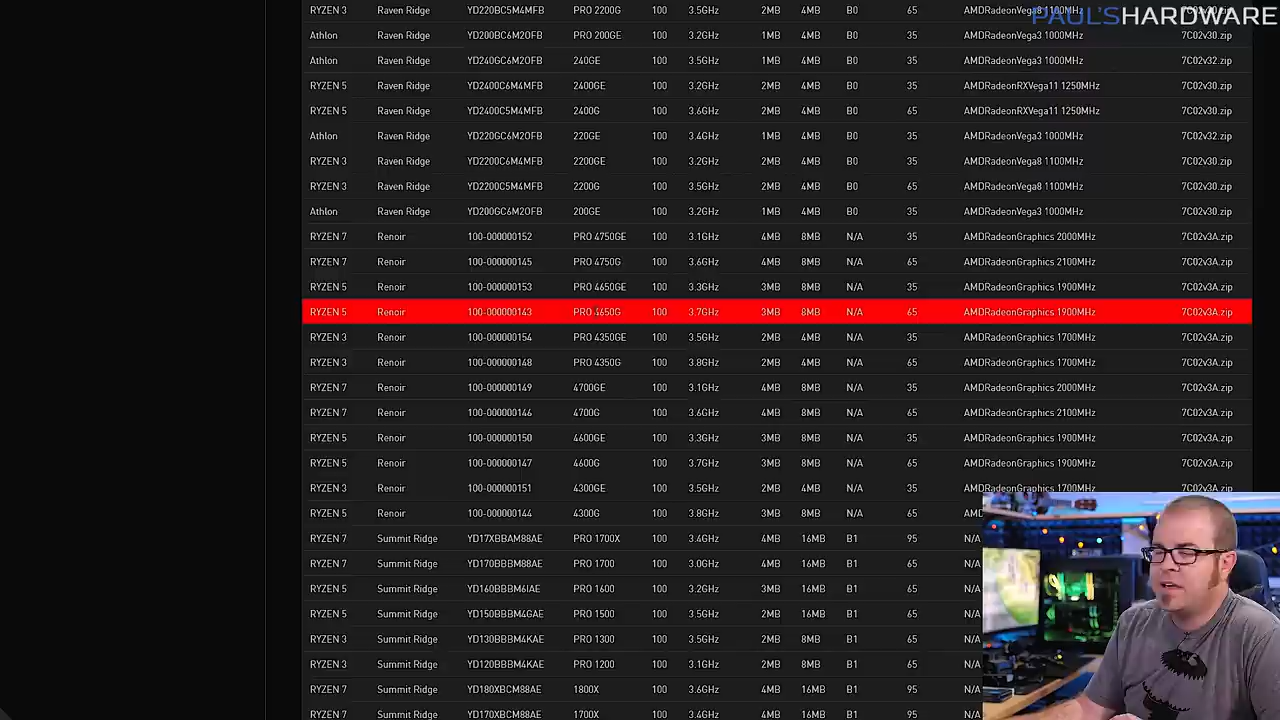 PAUL'SHARDWARE
RYZEN 3 Raven Ridge YD220BC5M4MFB PRO 2200G 100 3.5GHz 2MB 4MB B0 65 7C02v30.zip
Athlon Raven Ridge YD200BC6M2OFB PRO 200GE 100 3.2GHz 1MB 4MB B0 35 AMDRadeonVega3 1000MHz 7C02v30.zip
Athlon Raven Ridge YD240GC6M2OFB 240GE 100 3.5GHz 1MB 4MB B0 35 AMDRadeonVega3 1000MHz 7C02v32.zip
RYZEN 5 Raven Ridge YD2400C6M4MFB 2400GE 100 3.2GHz 2MB 4MB B0 35 AMDRadeonRXVega11 1250MHz 7C02v30.zip
RYZEN 5 Raven Ridge YD2400C5M4MFB 2400G 100 3.6GHz 2MB 4MB B0 65 AMDRadeonRXVega11 1250MHz 7C02v30.zip
Athlon Raven Ridge YD220GC6M2OFB 220GE 100 3.4GHz 1MB 4MB B0 35 AMDRadeonVega3 1000MHz 7C02v32.zip
RYZEN 3 Raven Ridge YD2200C6M4MFB 2200GE 100 3.2GHz 2MB 4MB B0 35 AMDRadeonVega8 1100MHz 7C02v30.zip
RYZEN 3 Raven Ridge YD2200C5M4MFB 2200G 100 3.5GHz 2MB 4MB B0 65 AMDRadeonVega8 1100MHz 7C02v30.zip
Athlon Raven Ridge YD200GC6M2OFB 200GE 100 3.2GHz 1MB 4MB B0 35 AMDRadeonVega3 1000MHz 7C02v30.zip
RYZEN 7 Renoir 100-000000152 PRO 4750GE 100 3.1GHz 4MB 8MB N/A 35 AMDRadeonGraphics 2000MHz 7C02v3A.zip
RYZEN 7 Renoir 100-000000145 PRO 4750G 100 3.6GHz 4MB 8MB N/A 65 AMDRadeonGraphics 2100MHz 7C02v3A.zip
RYZEN 5 Renoir 100-000000153 PRO 4650GE 100 3.3GHz 3MB 8MB N/A 35 AMDRadeonGraphics 1900MHz 7C02v3A.zip
RYZEN 5 Renoir 100-000000143 PRO 4650G 100 3.7GHz 3MB 8MB N/A 65 AMDRadeonGraphics 1900MHz 7C02v3A.zip
RYZEN 3 Renoir 100-000000154 PRO 4350GE 100 3.5GHz 2MB 4MB N/A 35 AMDRadeonGraphics 1700MHz 7C02v3A.zip
RYZEN 3 Renoir 100-000000148 PRO 4350G 100 3.8GHz 2MB 4MB N/A 65 AMDRadeonGraphics 1700MHz 7C02v3A.zip
RYZEN 7 Renoir 100-000000149 4700GE 100 3.1GHz 4MB 8MB N/A 35 AMDRadeonGraphics 2000MHz 7C02v3A.zip
RYZEN 7 Renoir 100-000000146 4700G 100 3.6GHz 4MB 8MB N/A 65 AMDRadeonGraphics 2100MHz 7C02v3A.zip
RYZEN 5 Renoir 100-000000150 4600GE 100 3.3GHz 3MB 8MB N/A 35 AMDRadeonGraphics 1900MHz 7C02v3A.zip
RYZEN 5 Renoir 100-000000147 4600G 100 3.7GHz 3MB 8MB N/A 65 AMDRadeonGraphics 1900MHz 7C02v3A.zip
RYZEN 3 Renoir 100-000000151 4300GE 100 3.5GHz 2MB 4MB N/A 35 AMDRadeonGraphics 1700MHz 7C02v3A.zip
RYZEN 5 Renoir 100-000000144 4300G 100 3.8GHz 3MB 8MB N/A 65
RYZEN 7 Summit Ridge YD17XBBAM88AE PRO 1700X 100 3.4GHz 4MB 16MB B1 95 N/A
RYZEN 7 Summit Ridge YD170BBBM88AE PRO 1700 100 3.0GHz 4MB 16MB B1 65 N/A
RYZEN 5 Summit Ridge YD160BBBM6IAE PRO 1600 100 3.2GHz 3MB 16MB B1 65 N/A
RYZEN 5 Summit Ridge YD150BBBM4GAE PRO 1500 100 3.5GHz 2MB 16MB B1 65 N/A
RYZEN 3 Summit Ridge YD130BBBM4KAE PRO 1300 100 3.5GHz 2MB 8MB B1 65 N/A
RYZEN 3 Summit Ridge YD120BBBM4KAE PRO 1200 100 3.1GHz 2MB 8MB B1 65 N/A
RYZEN 7 Summit Ridge YD180XBCM88AE 1800X 100 3.6GHz 4MB 16MB B1 95 N/A
RYZEN 7 Summit Ridge YD170XBCM88AE 1700X 100 3.4GHz 4MB 16MB B1 95 N/A